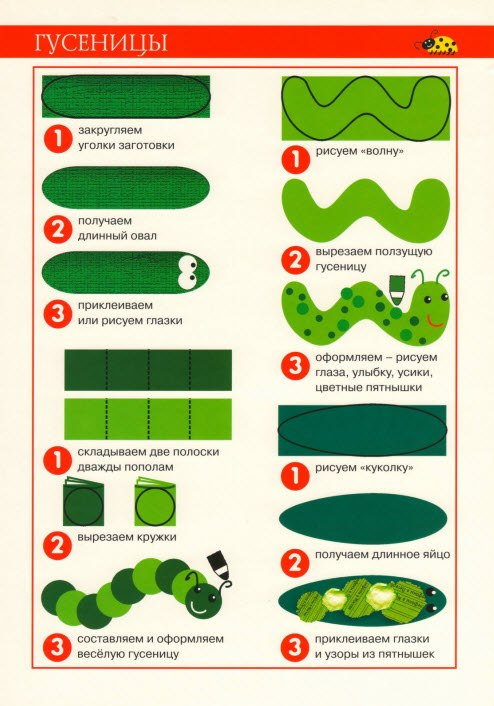 ГУСЕНИЦЫ
1 закругляем
уголки заготовки
2 получаем
длинный овал
3 приклеиваем
или рисуем глазки
1 складываем две полоски
дважды пополам
2 вырезаем кружки
3 составляем и оформляем
весёлую гусеницу
1 рисуем «волну»
2 вырезаем ползущую
гусеницу
3 оформляем – рисуем
глаза, улыбку, усики,
цветные пятнышки
1 рисуем «куколку»
2 получаем длинное яйцо
3 приклеиваем глазки
и узоры из пятнышек